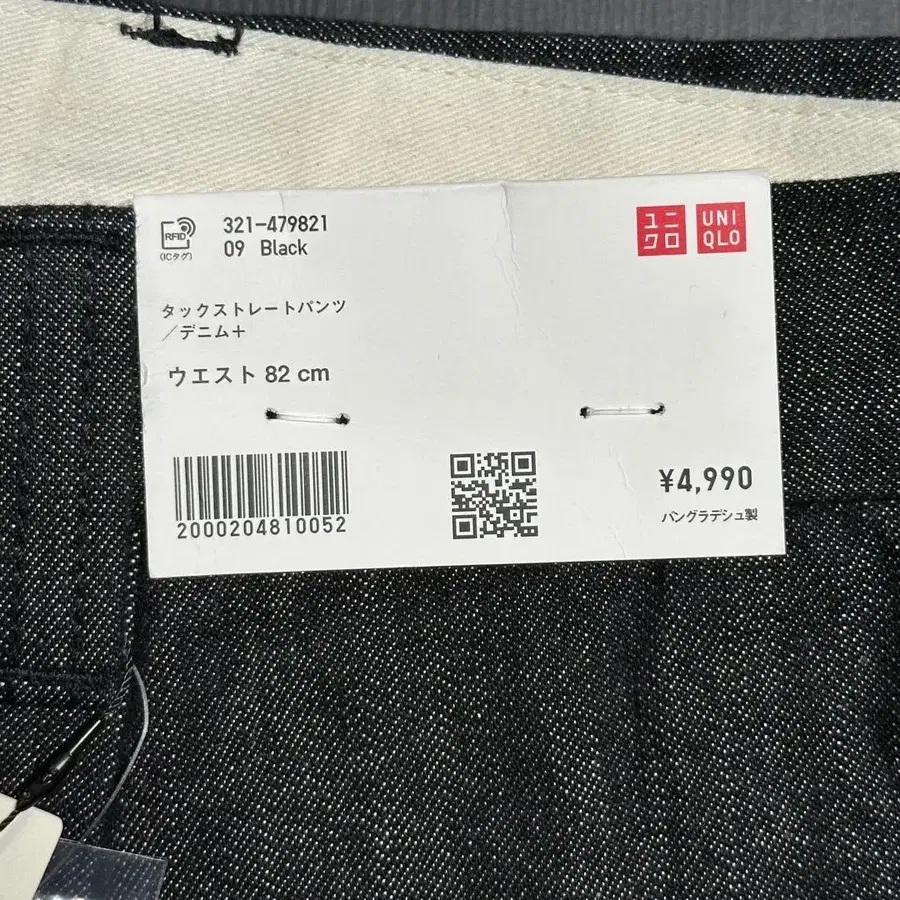 RFID
(ICタグ)
321-479821
09 Black
ユニ
クロ
UNI
QLO
タックストレートパンツ
／デニム＋
ウエスト 82 cm
2000204810052
¥4,990
バングラデシュ製